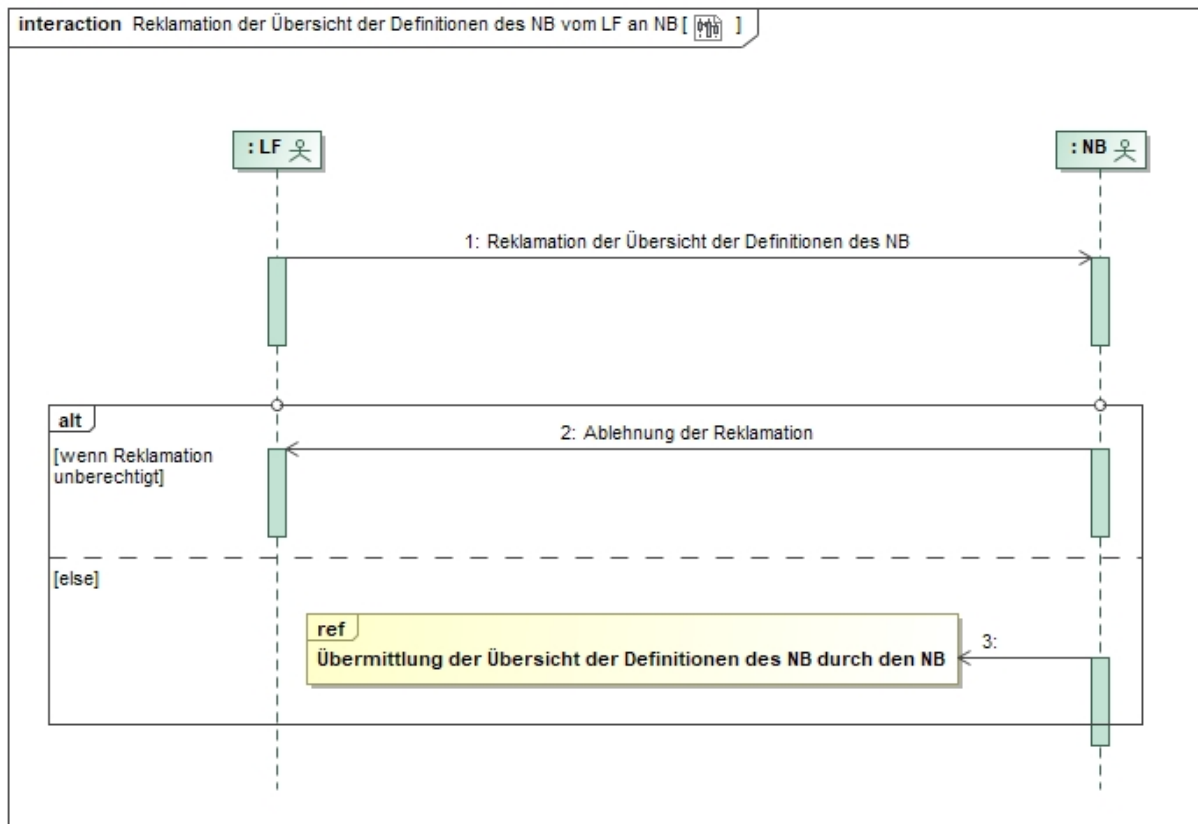 interaction Reklamation der Übersicht der Definitionen des NB vom LF an NB [ ]
: LF
: NB
1: Reklamation der Übersicht der Definitionen des NB
alt
2: Ablehnung der Reklamation
[wenn Reklamation
unberechtigt]
[else]
ref
3:
Übermittlung der Übersicht der Definitionen des NB durch den NB